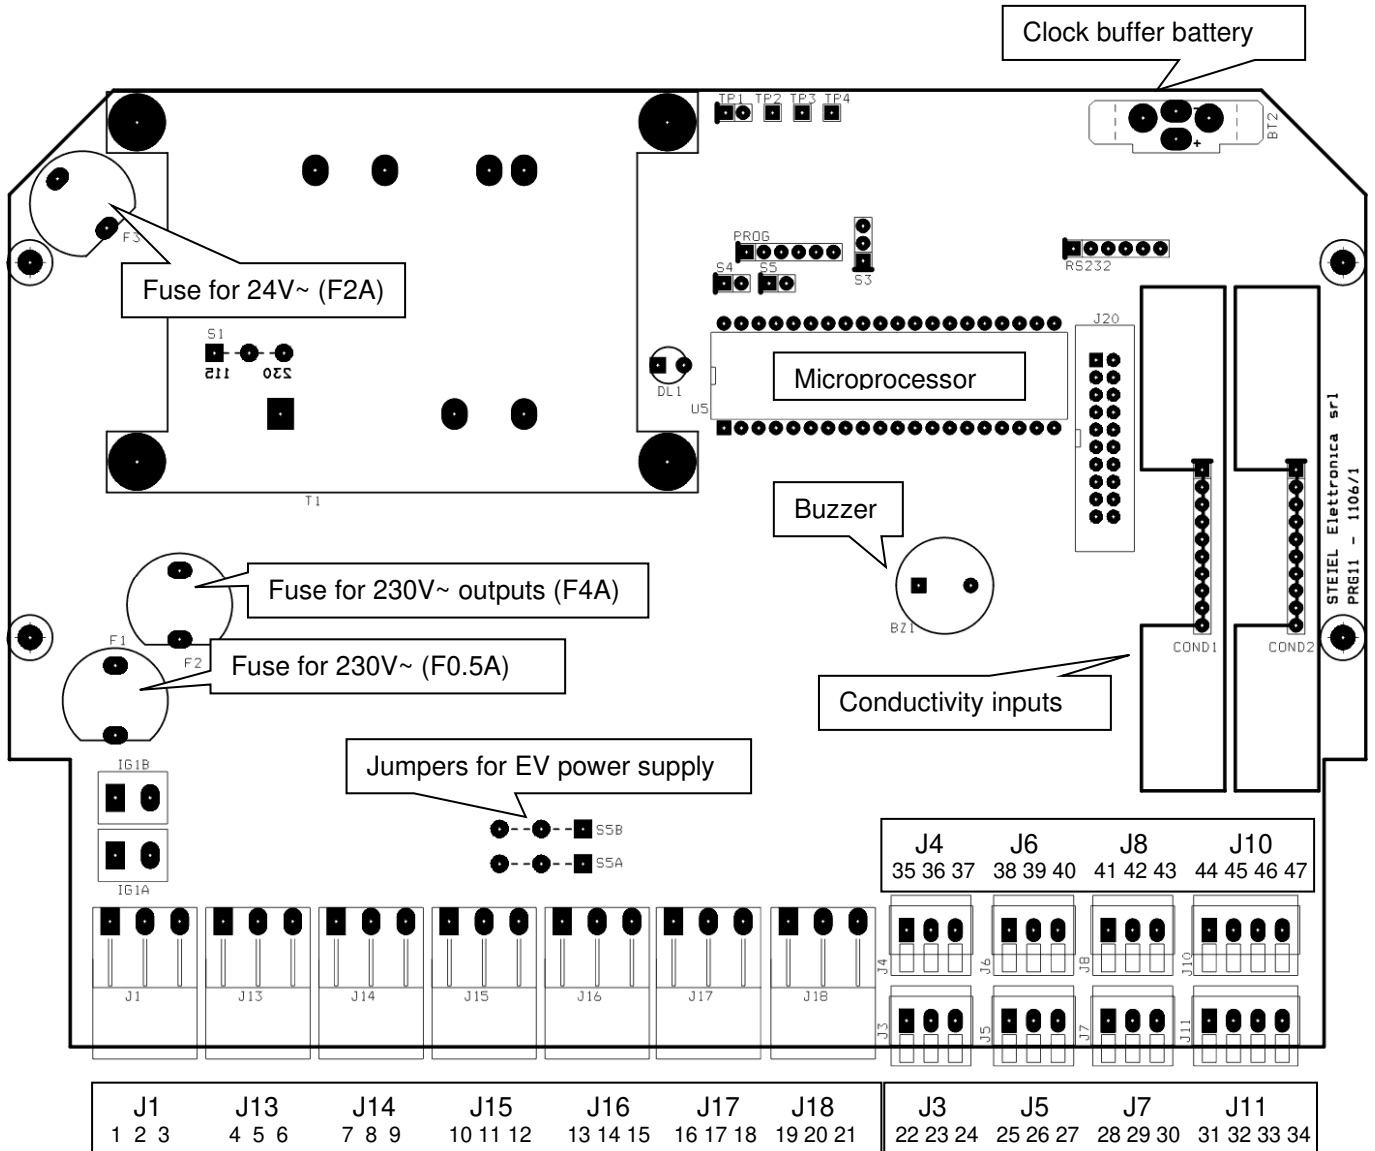 Clock buffer battery
TP1 TP2 TP3 TP4
BT2
-
+
F3
PROG
S4 S5
S3
RS232
Fuse for 24V~ (F2A)
S1
115 230
J20
DL1
Microprocessor
U5
T1
Buzzer
STEIEL Elettronica srl
PRG11 - 1106/1
Fuse for 230V~ outputs (F4A)
BZ1
F1
F2
COND1 COND2
Fuse for 230V~ (F0.5A)
Conductivity inputs
IG1B
Jumpers for EV power supply
S5B
S5A
IG1A
J4 J6 J8 J10
35 36 37 38 39 40 41 42 43 44 45 46 47
J4 J6 J8 J10
J1 J13 J14 J15 J16 J17 J18
J3 J5 J7 J11
J1 J13 J14 J15 J16 J17 J18 J3 J5 J7 J11
1 2 3 4 5 6 7 8 9 10 11 12 13 14 15 16 17 18 19 20 21 22 23 24 25 26 27 28 29 30 31 32 33 34